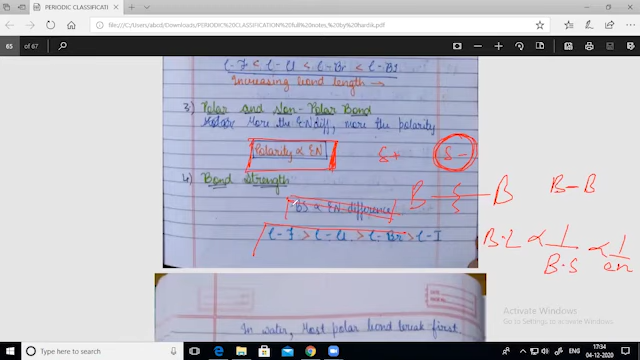 PERIODIC CLASSIFICATION
file:///C:/Users/abcd/Downloads/PERIODIC%20CLASSIFICATION%20full%20notes,%20by%20hardik.pdf
65 of 67
C-F < C-Cl < C-Br < C-BI
Increasing bond length →
3) Polar and Non-Polar Bond
More the EN diff, more the polarity
Polarity ∝ EN
δ+ δ-
4) Bond Strength
BS ∝ EN difference
B B B-B
C-F > C-Cl > C-Br > C-I
B.L ∝ 1/B.S ∝ 1/en
In water, Most polar bond break first
Activate Windows
Go to Settings to activate Windows.
Type here to search
ENG
17:34
04-12-2020